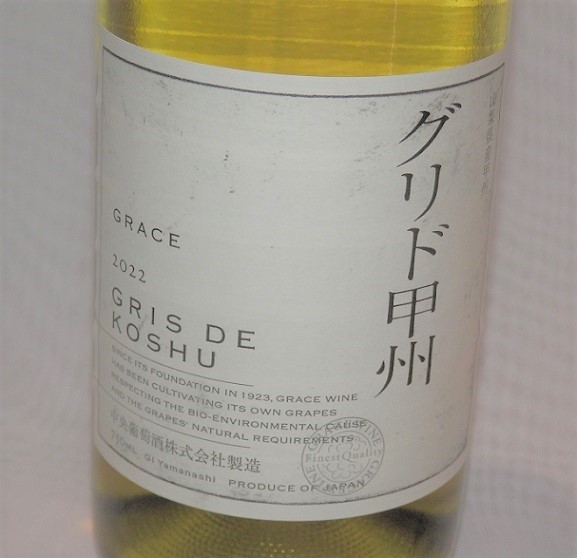 グリド甲州
GRACE
2022
GRIS DE
KOSHU
SINCE ITS FOUNDATION IN 1923, GRACE WINE
HAS BEEN CULTIVATING ITS OWN GRAPES
RESPECTING THE BIO-ENVIRONMENTAL CAUSE
AND THE GRAPES' NATURAL REQUIREMENTS
中央葡萄酒株式会社製造
750ML GI Yamanashi PRODUCE OF JAPAN
GRACE WINE
Finest Quality